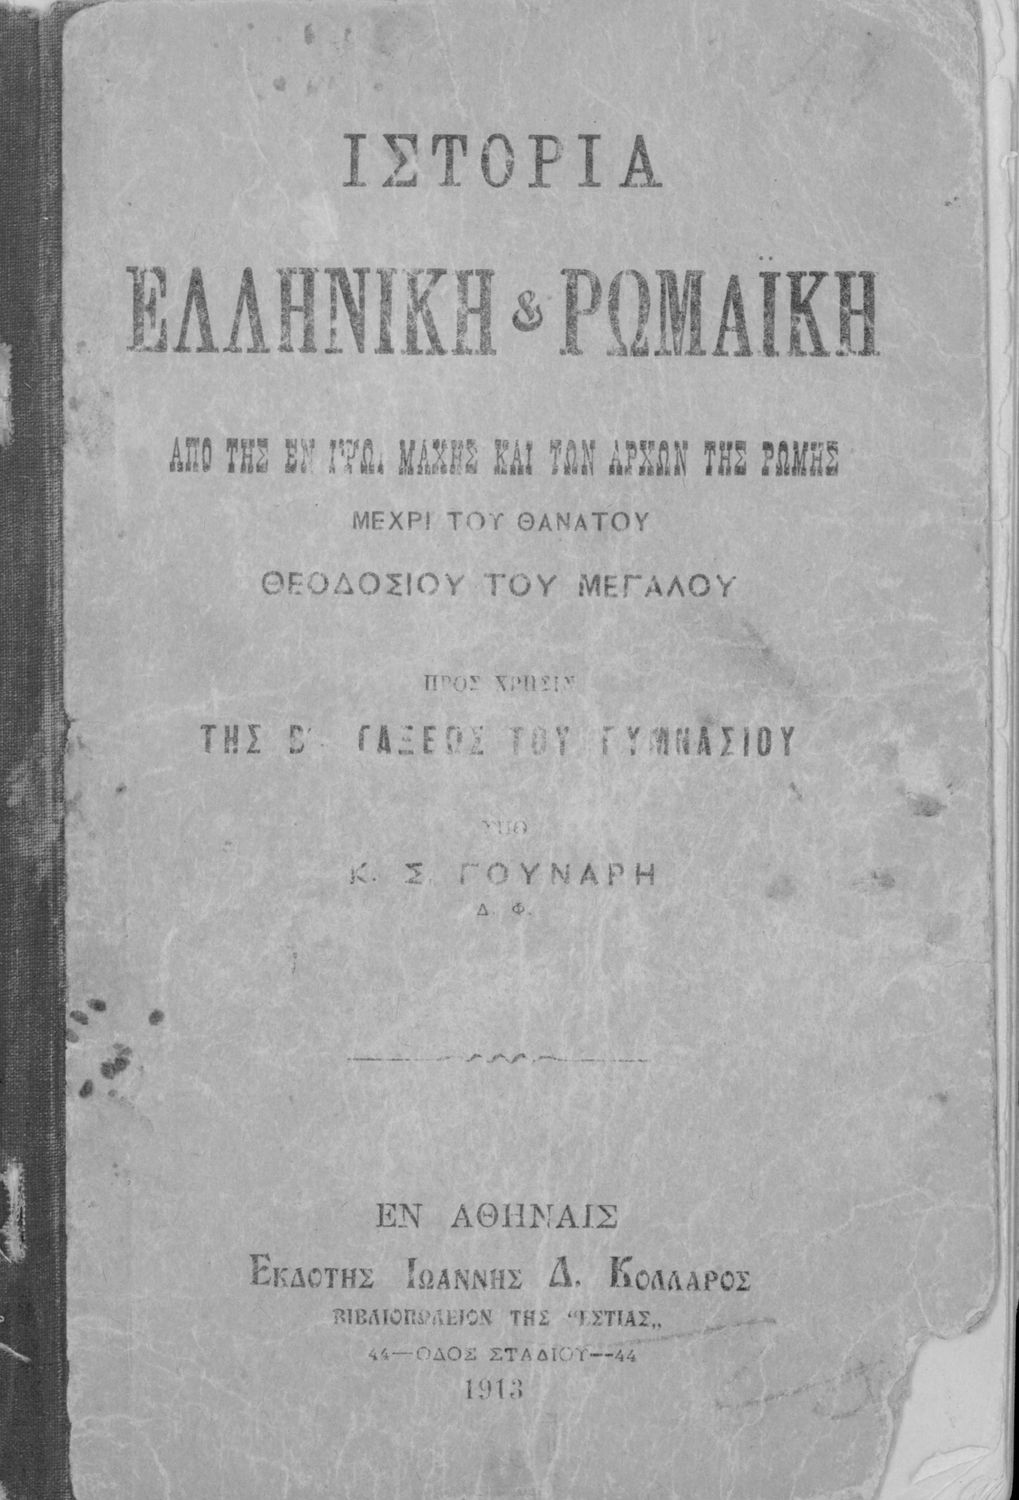 ΙΣΤΟΡΙΑ
ΕΛΛΗΝΙΚΗ & ΡΩΜΑΪΚΗ
ΑΠΟ ΤΗΣ ΕΝ ΙΨΩι ΜΑΧΗΣ ΚΑΙ ΤΩΝ ΑΡΧΩΝ ΤΗΣ ΡΩΜΗΣ
ΜΕΧΡΙ ΤΟΥ ΘΑΝΑΤΟΥ
ΘΕΟΔΟΣΙΟΥ ΤΟΥ ΜΕΓΑΛΟΥ
ΠΡΟΣ ΧΡΗΣΙΝ
ΤΗΣ Β'. ΤΑΞΕΩΣ ΤΟΥ ΓΥΜΝΑΣΙΟΥ
ΥΠΟ
Κ. Σ. ΓΟΥΝΑΡΗ
Δ. Φ.
ΕΝ ΑΘΗΝΑΙΣ
ΕΚΔΟΤΗΣ ΙΩΑΝΝΗΣ Δ. ΚΟΛΛΑΡΟΣ
ΒΙΒΛΙΟΠΩΛΕΙΟΝ ΤΗΣ “ΕΣΤΙΑΣ„
44—ΟΔΟΣ ΣΤΑΔΙΟΥ—44
1913